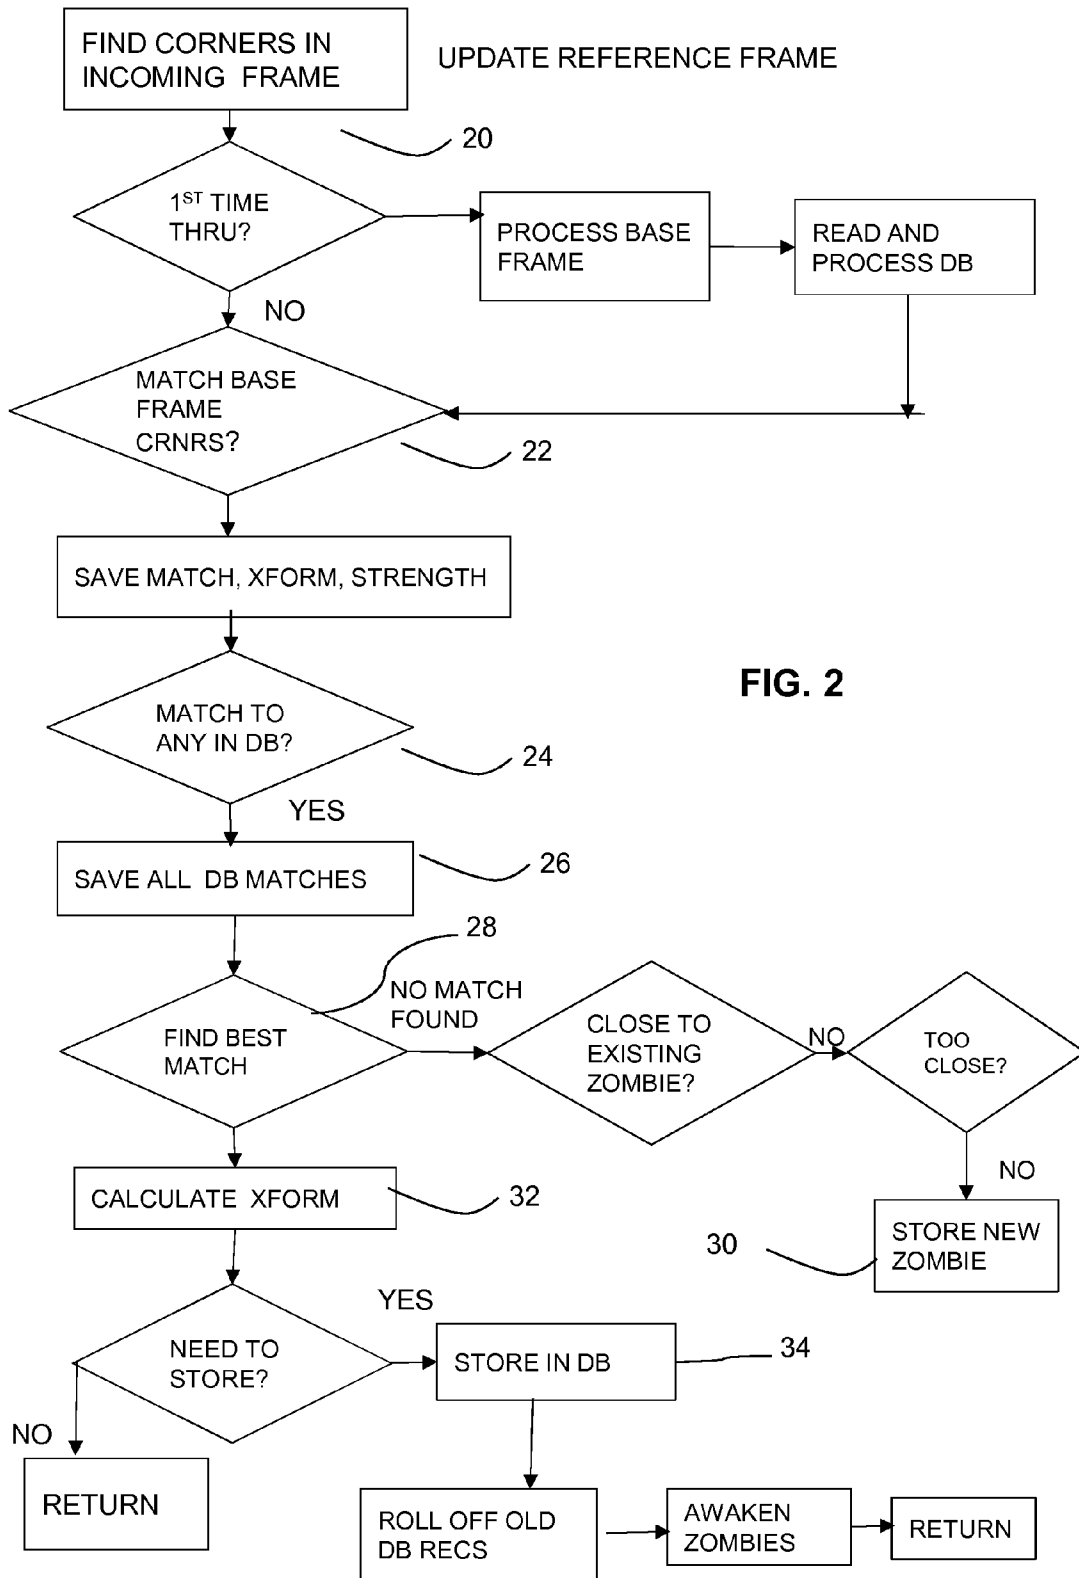 FIND CORNERS IN
INCOMING FRAME
UPDATE REFERENCE FRAME
20
1ST TIME
THRU?
PROCESS BASE
FRAME
READ AND
PROCESS DB
NO
MATCH BASE
FRAME
CRNRS?
22
SAVE MATCH, XFORM, STRENGTH
FIG. 2
MATCH TO
ANY IN DB?
24
YES
SAVE ALL DB MATCHES
26
28
NO MATCH
FOUND
FIND BEST
MATCH
CLOSE TO
EXISTING
ZOMBIE?
NO
TOO
CLOSE?
NO
CALCULATE XFORM
32
30
STORE NEW
ZOMBIE
YES
NEED TO
STORE?
STORE IN DB
34
NO
RETURN
ROLL OFF OLD
DB RECS
AWAKEN
ZOMBIES
RETURN